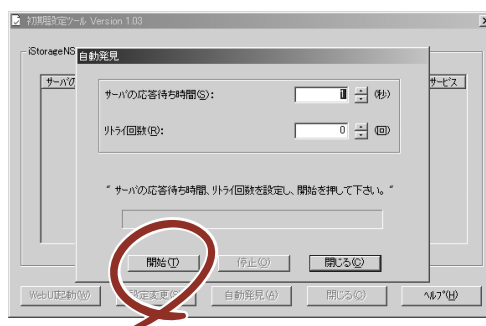 初期設定ツール Version 1.03
iStorageNS
自動発見
サーバの
サービス
サーバの応答待ち時間(S): 1 (秒)
リトライ回数(R): 0 (回)
" サーバの応答待ち時間、リトライ回数を設定し、開始を押して下さい。 "
開始(T) 停止(O) 閉じる(C)
WebUI起動(W) 設定変更(S) 自動発見(A) 閉じる(C) ヘルプ(H)